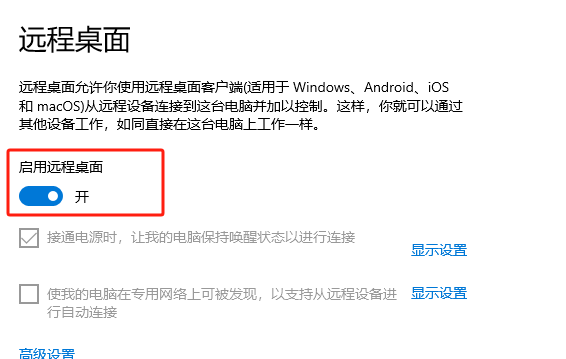 远程桌面
远程桌面允许你使用远程桌面客户端(适用于 Windows、Android、iOS
和 macOS)从远程设备连接到这台电脑并加以控制。这样，你就可以通过
其他设备工作，如同直接在这台电脑上工作一样。
启用远程桌面
开
接通电源时，让我的电脑保持唤醒状态以进行连接
显示设置
使我的电脑在专用网络上可被发现，以支持从远程设备进
行自动连接
显示设置
高级设置